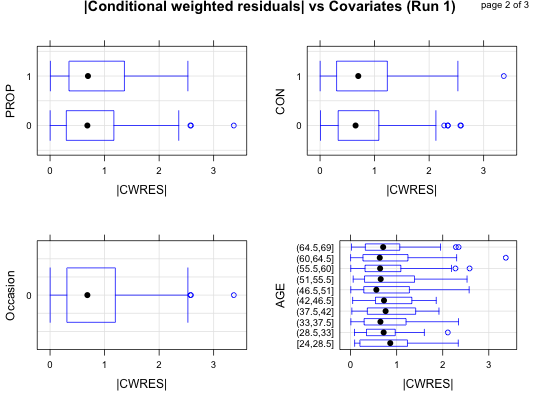 |Conditional weighted residuals| vs Covariates (Run 1)
page 2 of 3
PROP
1
0
0 1 2 3
|CWRES|
CON
1
0
0 1 2 3
|CWRES|
Occasion
0
0 1 2 3
|CWRES|
AGE
(64.5,69]
(60,64.5]
(55.5,60]
(51,55.5]
(46.5,51]
(42,46.5]
(37.5,42]
(33,37.5]
(28.5,33]
[24,28.5]
0 1 2 3
|CWRES|